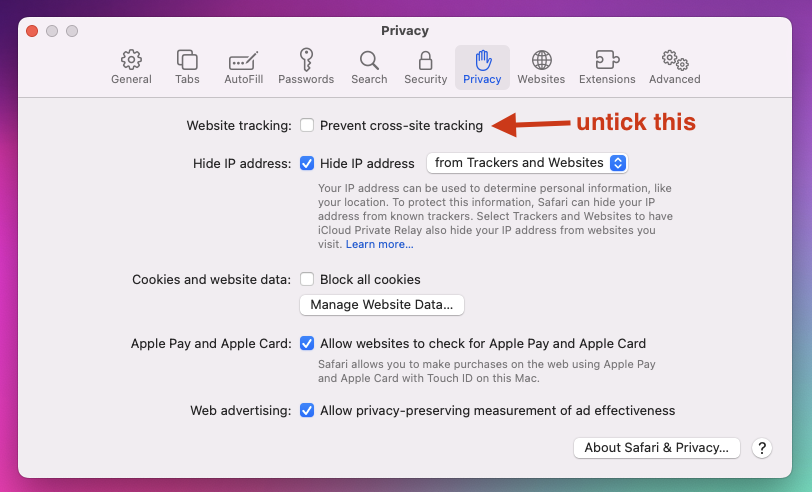 Privacy
General Tabs AutoFill Passwords Search Security Privacy Websites Extensions Advanced
Website tracking: Prevent cross-site tracking untick this
Hide IP address: Hide IP address from Trackers and Websites
Your IP address can be used to determine personal information, like
your location. To protect this information, Safari can hide your IP
address from known trackers. Select Trackers and Websites to have
iCloud Private Relay also hide your IP address from websites you
visit. Learn more...
Cookies and website data: Block all cookies
Manage Website Data...
Apple Pay and Apple Card: Allow websites to check for Apple Pay and Apple Card
Safari allows you to make purchases on the web using Apple Pay
and Apple Card with Touch ID on this Mac.
Web advertising: Allow privacy-preserving measurement of ad effectiveness
About Safari & Privacy... ?